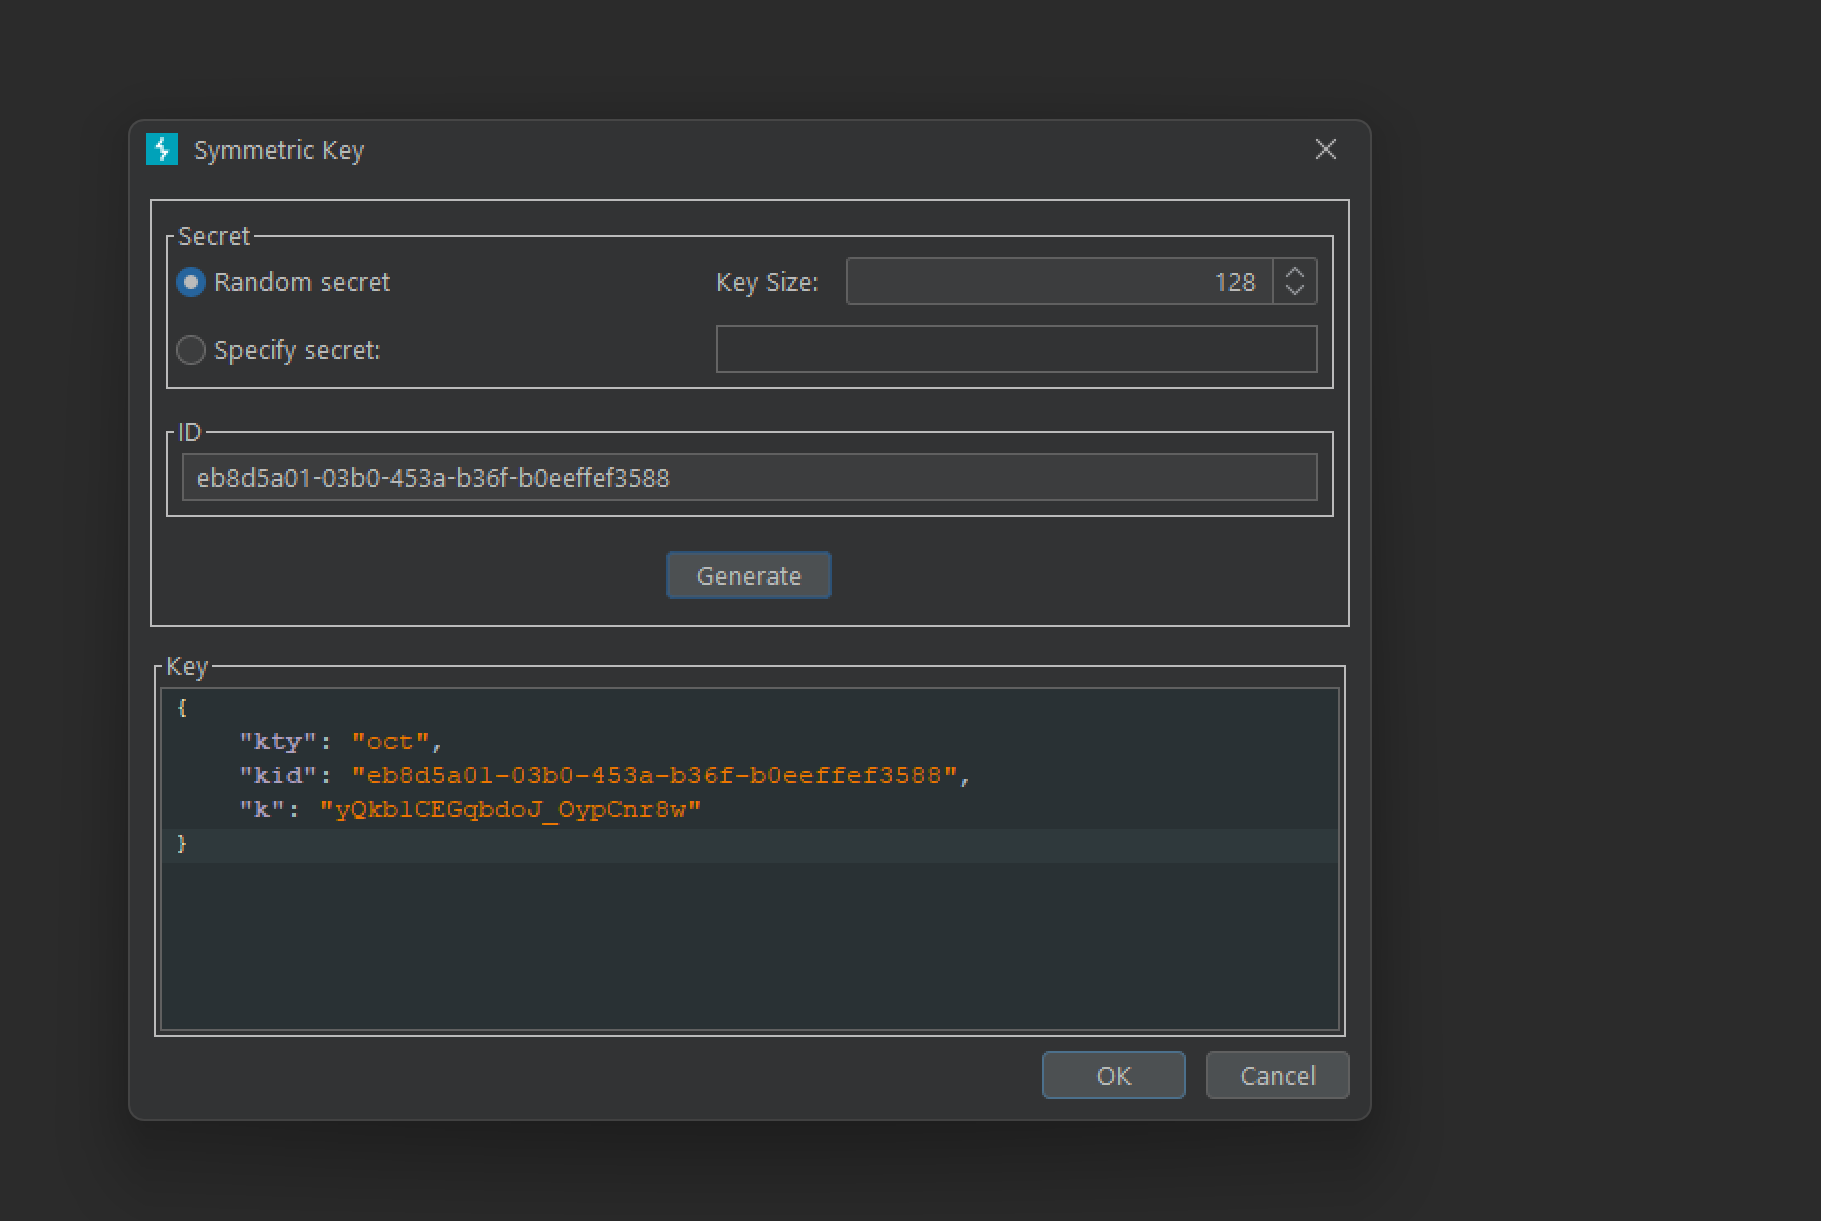 Symmetric Key
Secret
Random secret
Key Size:
128
Specify secret:
ID
eb8d5a01-03b0-453a-b36f-b0eeffef3588
Generate
Key
{
"kty": "oct",
"kid": "eb8d5a01-03b0-453a-b36f-b0eeffef3588",
"k": "yQkblCEGqbdoJ_OypCnr8w"
}
OK
Cancel